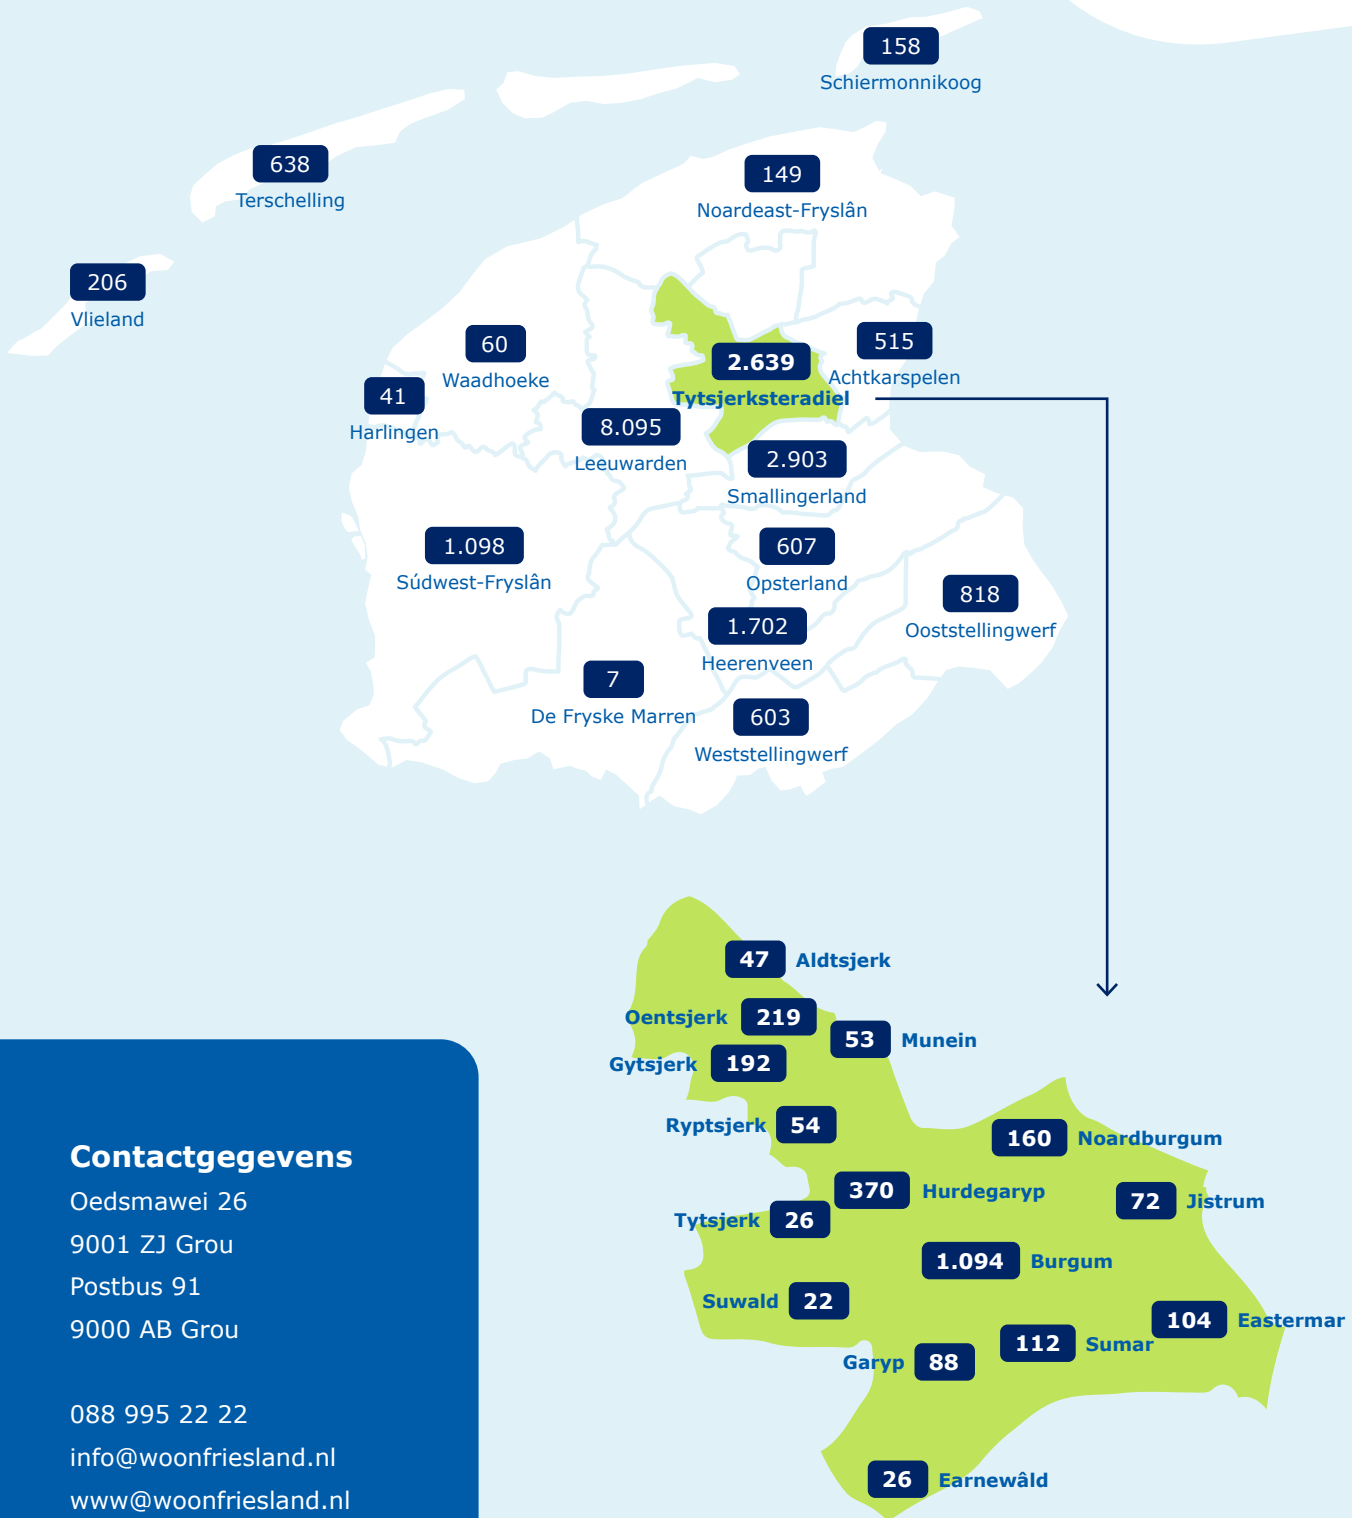 158
Schiermonnikoog
638
Terschelling
149
Noardeast-Fryslân
206
Vlieland
60
Waadhoeke
515
Achtkarspelen
2.639
Tytsjerksteradiel
41
Harlingen
8.095
Leeuwarden
2.903
Smallingerland
1.098
Súdwest-Fryslân
607
Opsterland
818
Ooststellingwerf
1.702
Heerenveen
7
De Fryske Marren
603
Weststellingwerf
47 Aldtsjerk
Oentsjerk 219
53 Munein
Gytsjerk 192
Ryptsjerk 54
160 Noardburgum
370 Hurdegaryp
72 Jistrum
Tytsjerk 26
1.094 Burgum
Suwald 22
104 Eastermar
112 Sumar
Garyp 88
26 Earnewâld
Contactgegevens
Oedsmawei 26
9001 ZJ Grou
Postbus 91
9000 AB Grou
088 995 22 22
info@woonfriesland.nl
www@woonfriesland.nl